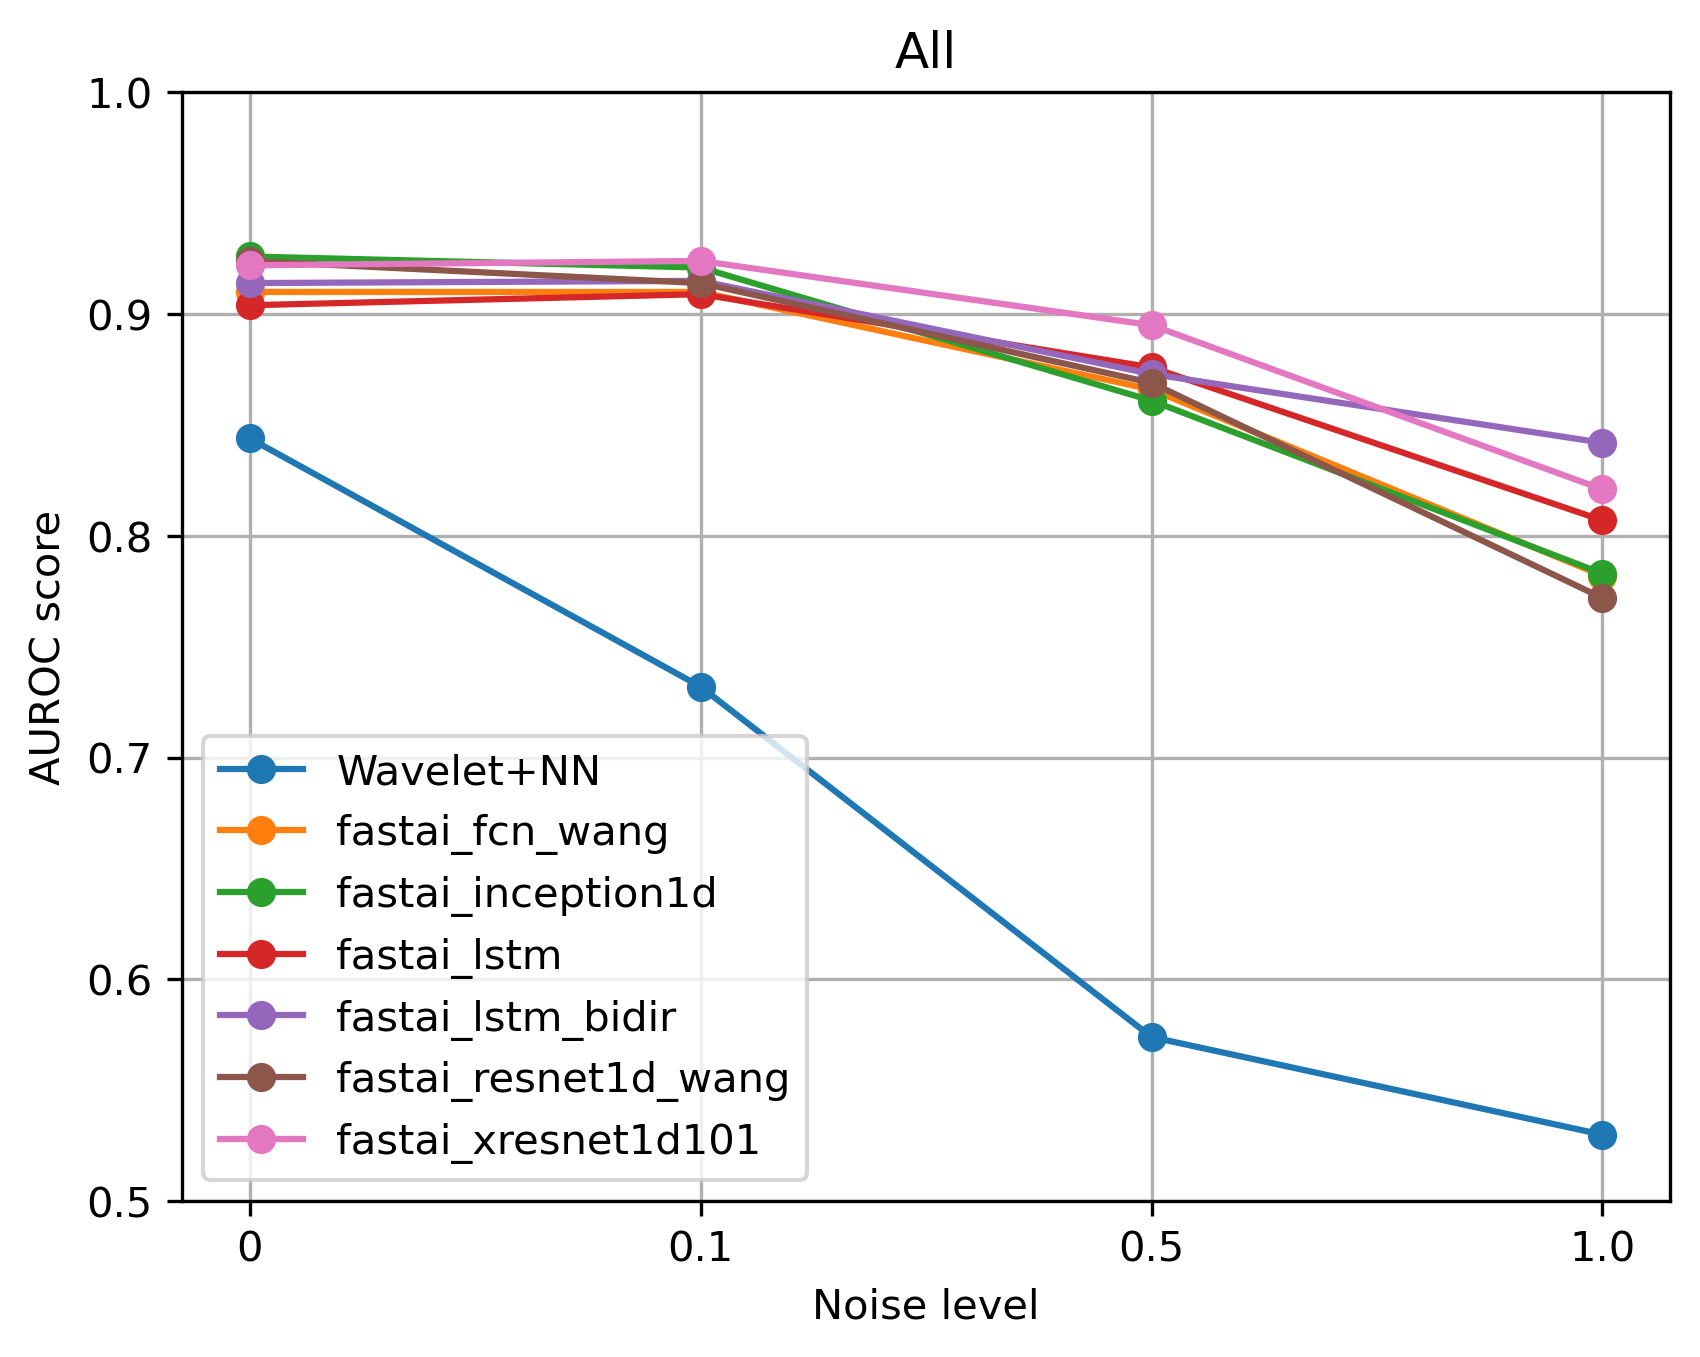 All
1.0
0.9
0.8
0.7
0.6
0.5
AUROC score
Wavelet+NN
fastai_fcn_wang
fastai_inception1d
fastai_lstm
fastai_lstm_bidir
fastai_resnet1d_wang
fastai_xresnet1d101
0 0.1 0.5 1.0
Noise level